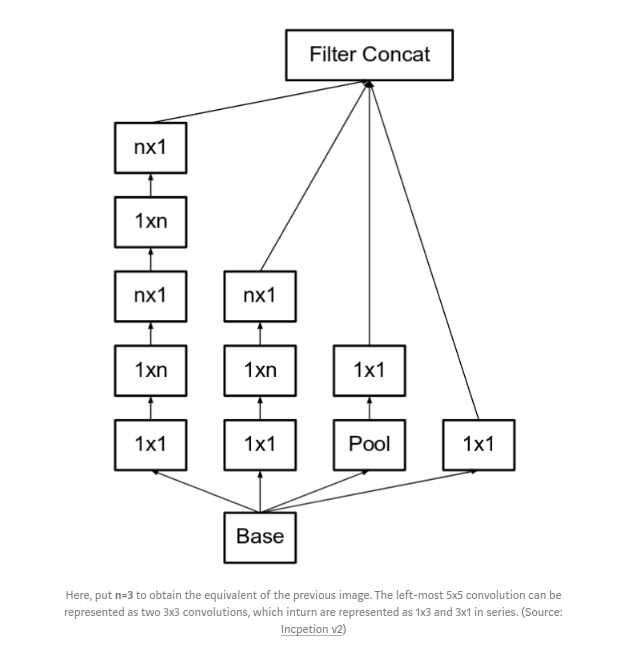 Filter Concat
nx1
1xn
nx1 nx1
1xn 1xn 1x1
1x1 1x1 Pool 1x1
Base
Here, put n=3 to obtain the equivalent of the previous image. The left-most 5x5 convolution can be
represented as two 3x3 convolutions, which inturn are represented as 1x3 and 3x1 in series. (Source:
Incpetion v2)